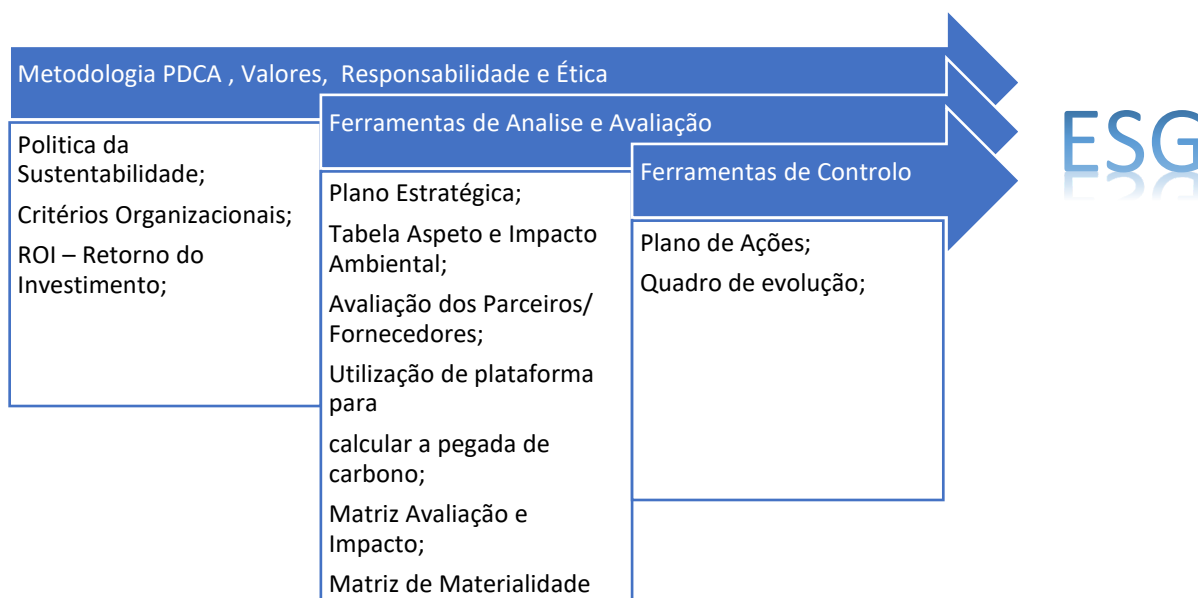 Metodologia PDCA , Valores, Responsabilidade e Ética
Politica da
Sustentabilidade;
Critérios Organizacionais;
ROI – Retorno do
Investimento;
Ferramentas de Analise e Avaliação
Plano Estratégica;
Tabela Aspeto e Impacto
Ambiental;
Avaliação dos Parceiros/
Fornecedores;
Utilização de plataforma
para
calcular a pegada de
carbono;
Matriz Avaliação e
Impacto;
Matriz de Materialidade
Ferramentas de Controlo
Plano de Ações;
Quadro de evolução;
ESG